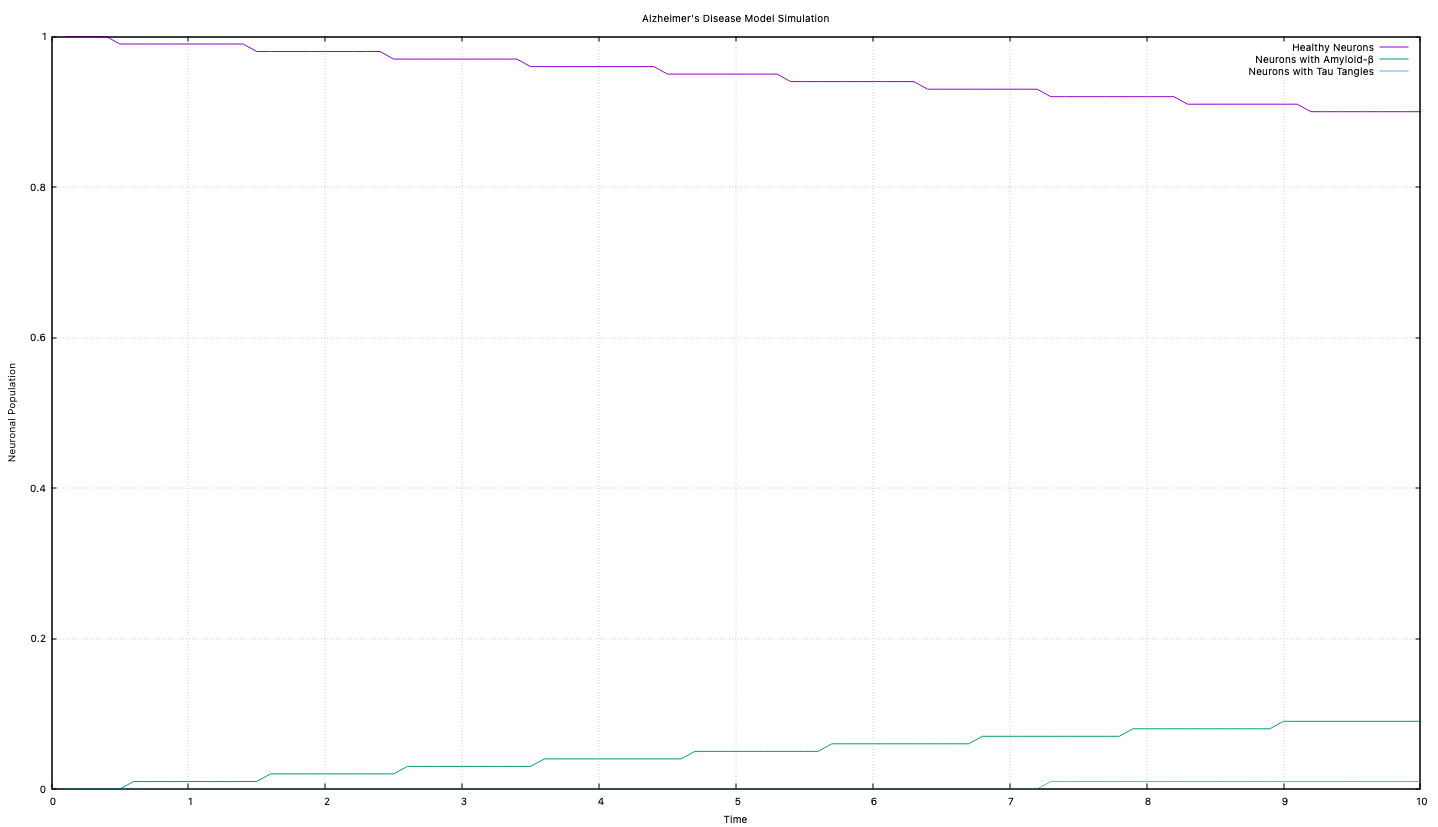 Alzheimer's Disease Model Simulation
Healthy Neurons
Neurons with Amyloid-β
Neurons with Tau Tangles
1
0.8
0.6
0.4
0.2
0
Neuronal Population
0 1 2 3 4 5 6 7 8 9 10
Time